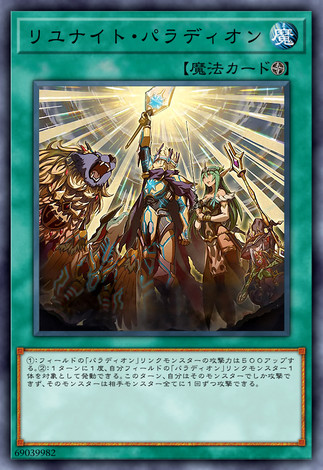 リユナイト・パラディオン
魔
【魔法カード】
①：フィールドの「パラディオン」リンクモンスターの攻撃力は５００アップす
る。②：１ターンに１度、自分フィールドの「パラディオン」リンクモンスター１
体を対象として発動できる。このターン、自分はそのモンスターでしか攻撃で
きず、そのモンスターは相手モンスター全てに１回ずつ攻撃できる。
69039982